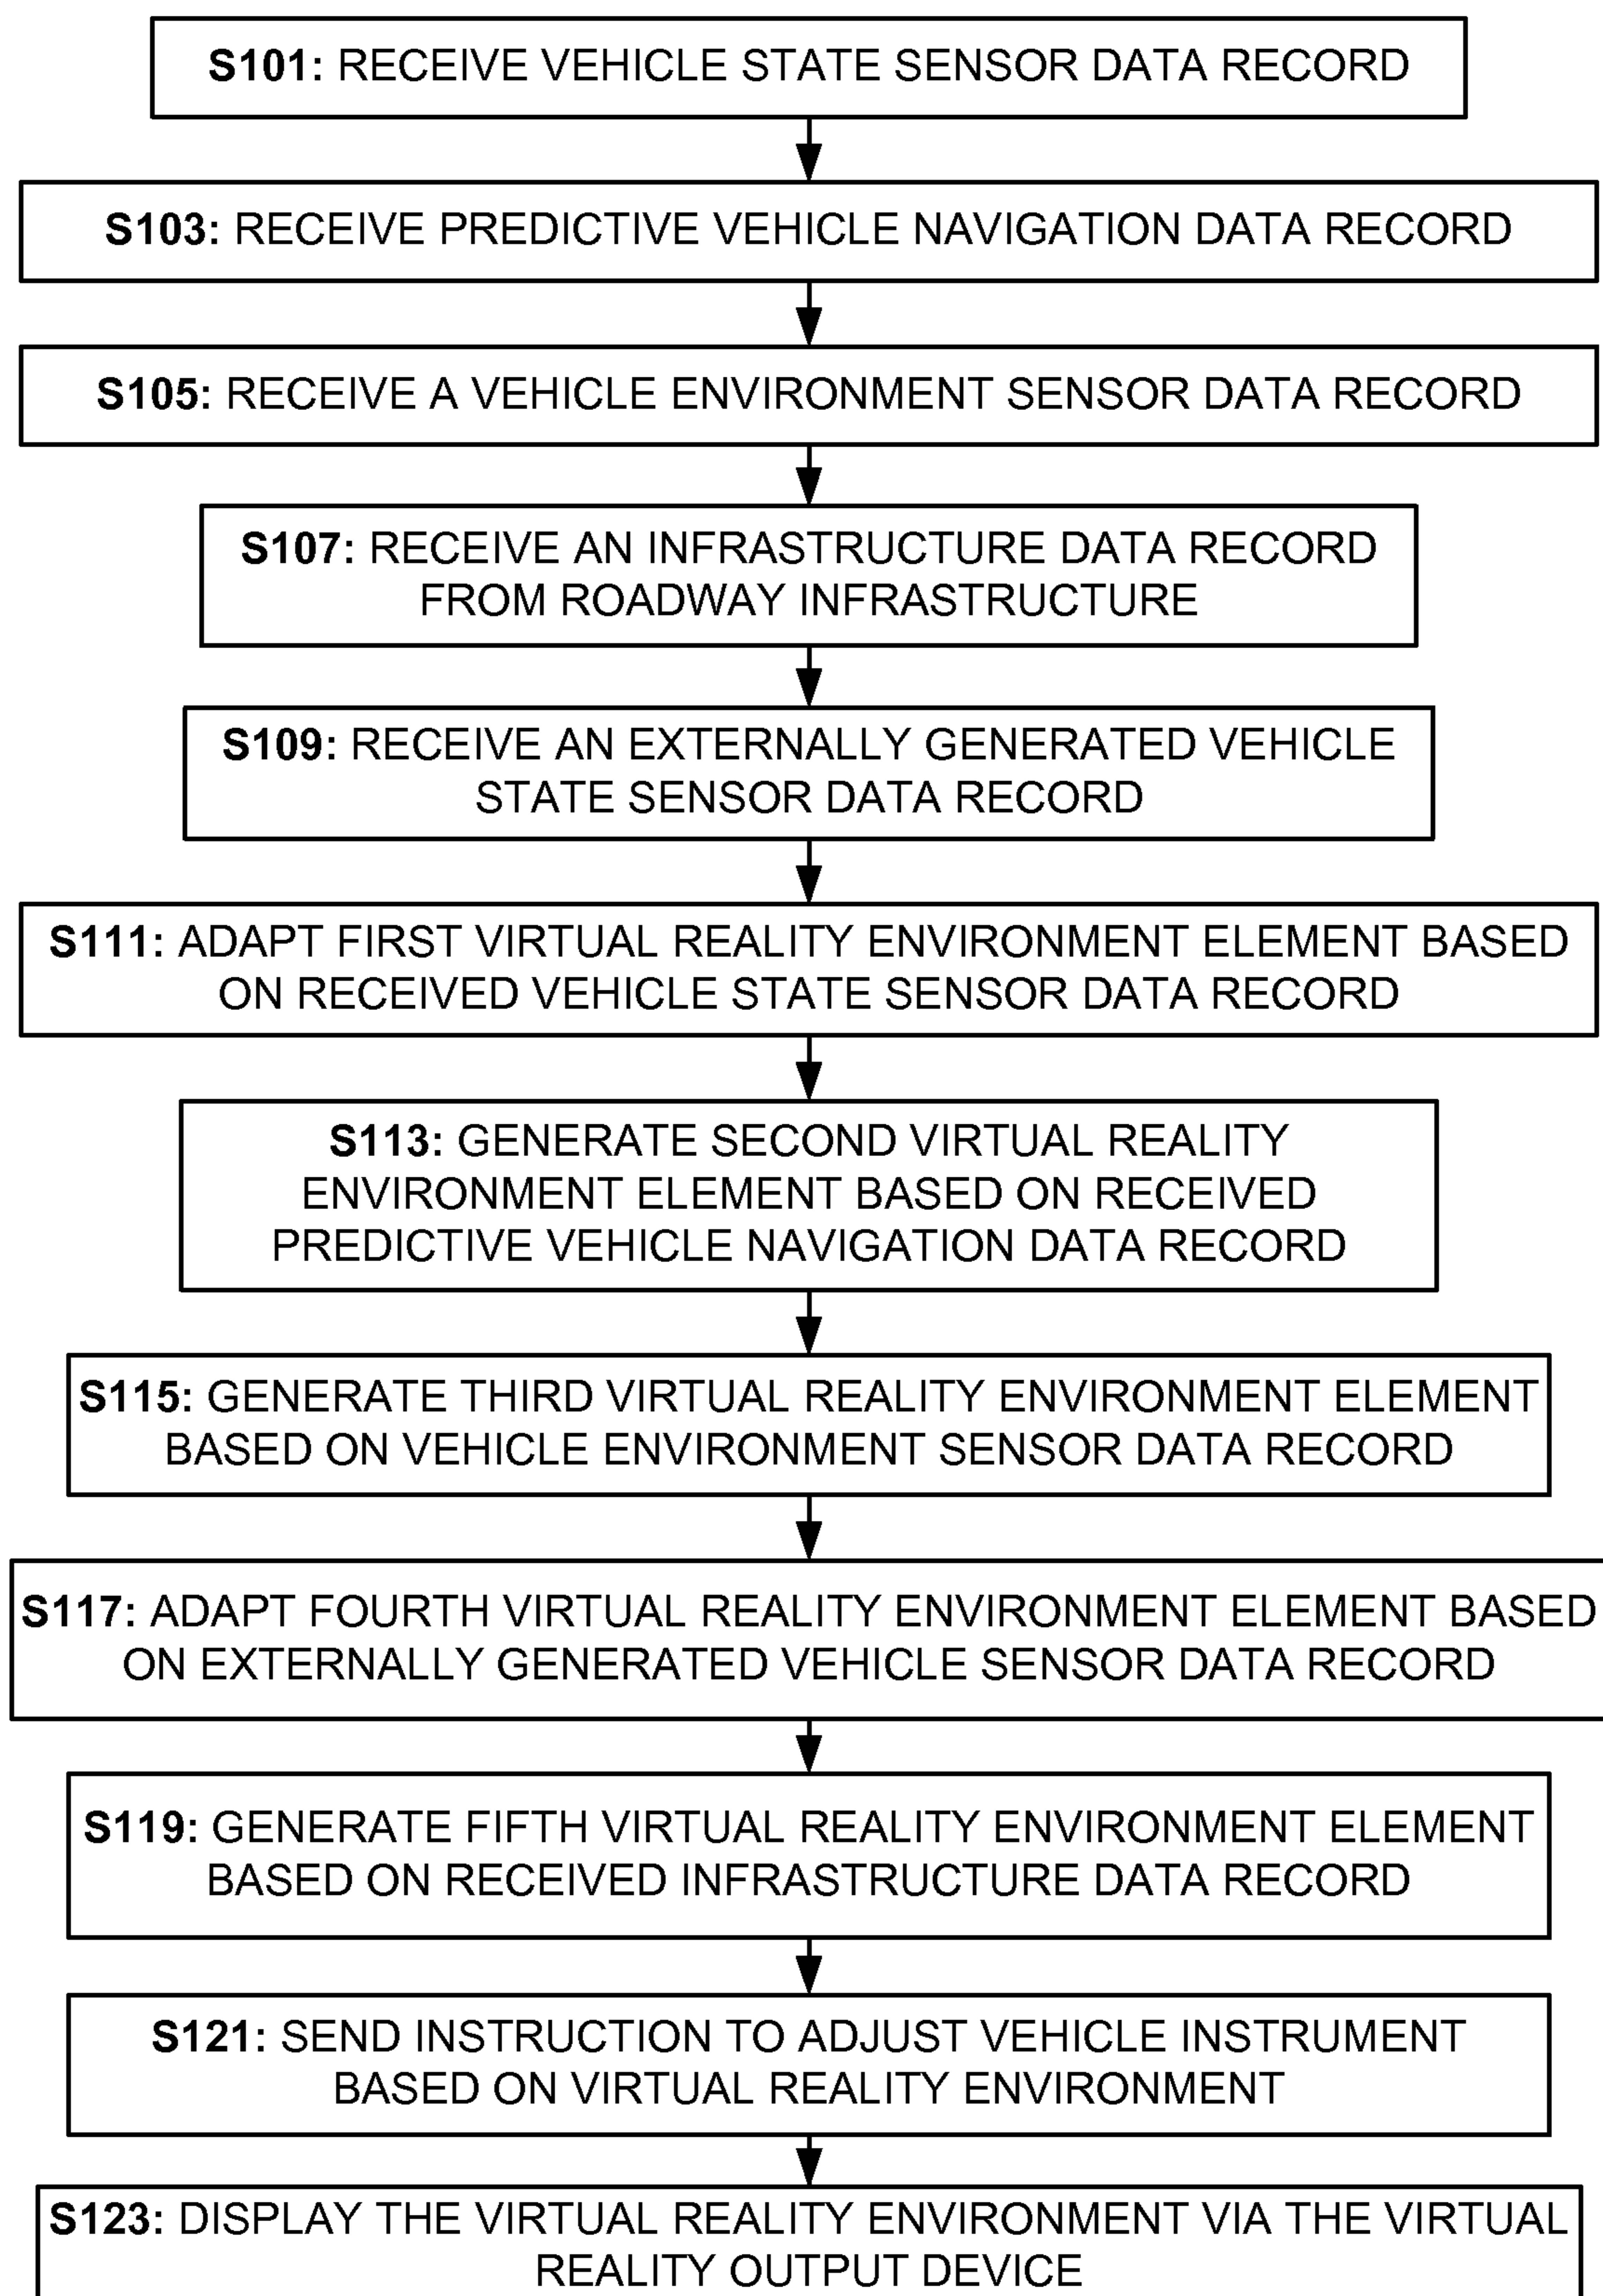 S101: RECEIVE VEHICLE STATE SENSOR DATA RECORD
S103: RECEIVE PREDICTIVE VEHICLE NAVIGATION DATA RECORD
S105: RECEIVE A VEHICLE ENVIRONMENT SENSOR DATA RECORD
S107: RECEIVE AN INFRASTRUCTURE DATA RECORD
FROM ROADWAY INFRASTRUCTURE
S109: RECEIVE AN EXTERNALLY GENERATED VEHICLE
STATE SENSOR DATA RECORD
S111: ADAPT FIRST VIRTUAL REALITY ENVIRONMENT ELEMENT BASED
ON RECEIVED VEHICLE STATE SENSOR DATA RECORD
S113: GENERATE SECOND VIRTUAL REALITY
ENVIRONMENT ELEMENT BASED ON RECEIVED
PREDICTIVE VEHICLE NAVIGATION DATA RECORD
S115: GENERATE THIRD VIRTUAL REALITY ENVIRONMENT ELEMENT
BASED ON VEHICLE ENVIRONMENT SENSOR DATA RECORD
S117: ADAPT FOURTH VIRTUAL REALITY ENVIRONMENT ELEMENT BASED
ON EXTERNALLY GENERATED VEHICLE SENSOR DATA RECORD
S119: GENERATE FIFTH VIRTUAL REALITY ENVIRONMENT ELEMENT
BASED ON RECEIVED INFRASTRUCTURE DATA RECORD
S121: SEND INSTRUCTION TO ADJUST VEHICLE INSTRUMENT
BASED ON VIRTUAL REALITY ENVIRONMENT
S123: DISPLAY THE VIRTUAL REALITY ENVIRONMENT VIA THE VIRTUAL
REALITY OUTPUT DEVICE